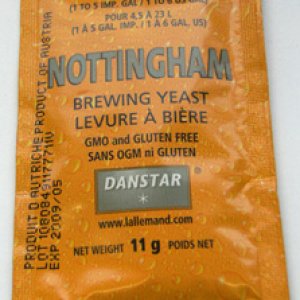 (1 TO 5 IMP. GAL / 1 TO 6 US GAL)
POUR 4,5 À 23 L
(1 À 5 GAL. IMP. / 1 À 6 GAL. US)
NOTTINGHAM
BREWING YEAST
LEVURE À BIÈRE
GMO and GLUTEN FREE
SANS OGM ni GLUTEN
DANSTAR
*
www.lallemand.com
NET WEIGHT 11 g POIDS NET
PRODUIT D AUTRICHE PRODUCT OF AUSTRIA
EXP 2009/05